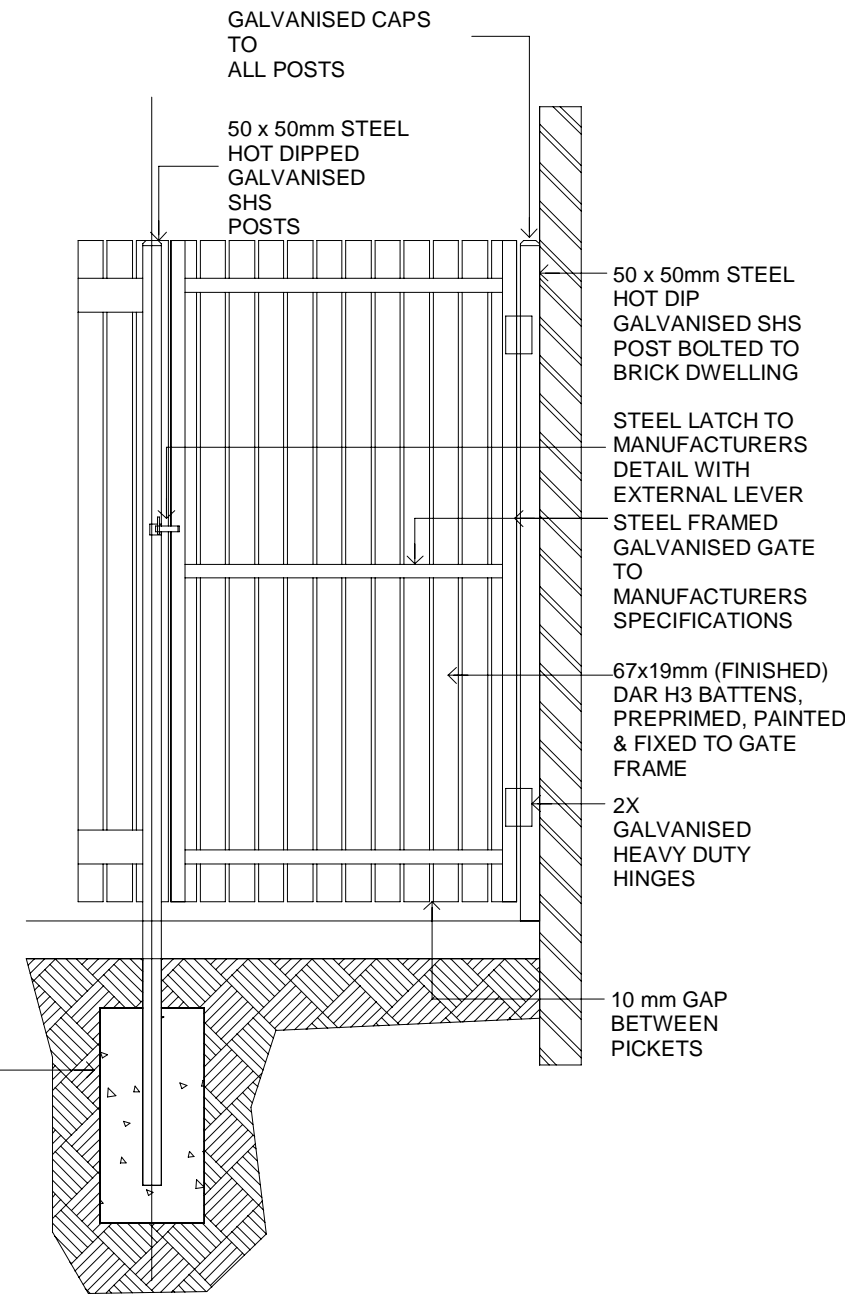 GALVANISED CAPS
TO
ALL POSTS
50 x 50mm STEEL
HOT DIPPED
GALVANISED
SHS
POSTS
50 x 50mm STEEL
HOT DIP
GALVANISED SHS
POST BOLTED TO
BRICK DWELLING
STEEL LATCH TO
MANUFACTURERS
DETAIL WITH
EXTERNAL LEVER
STEEL FRAMED
GALVANISED GATE
TO
MANUFACTURERS
SPECIFICATIONS
67x19mm (FINISHED)
DAR H3 BATTENS,
PREPRIMED, PAINTED
& FIXED TO GATE
FRAME
2X
GALVANISED
HEAVY DUTY
HINGES
10 mm GAP
BETWEEN
PICKETS